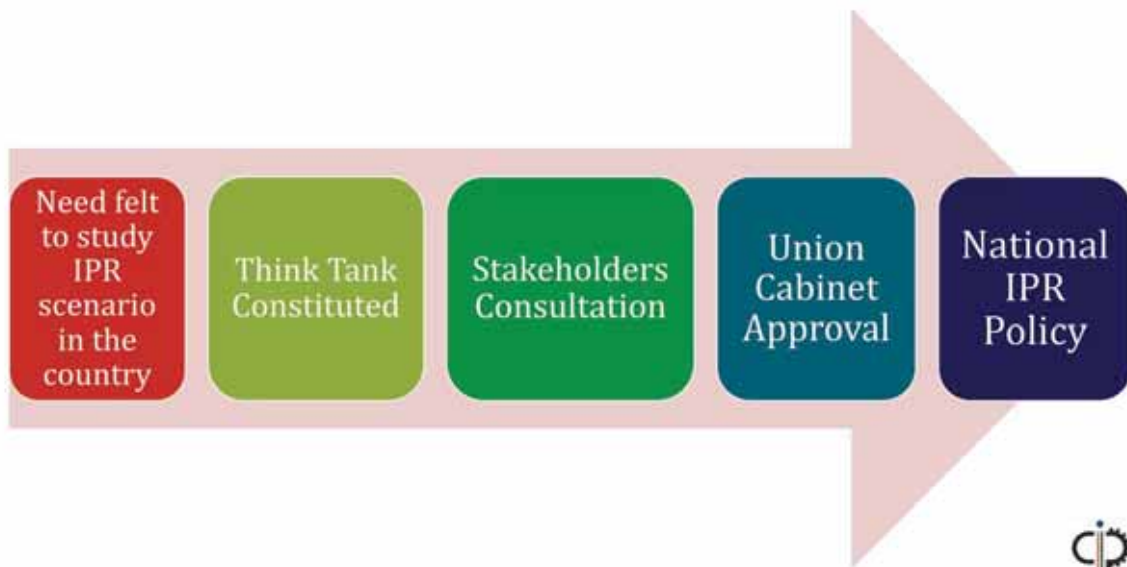 Need felt
to study
IPR
scenario
in the
country
Think Tank
Constituted
Stakeholders
Consultation
Union
Cabinet
Approval
National
IPR
Policy